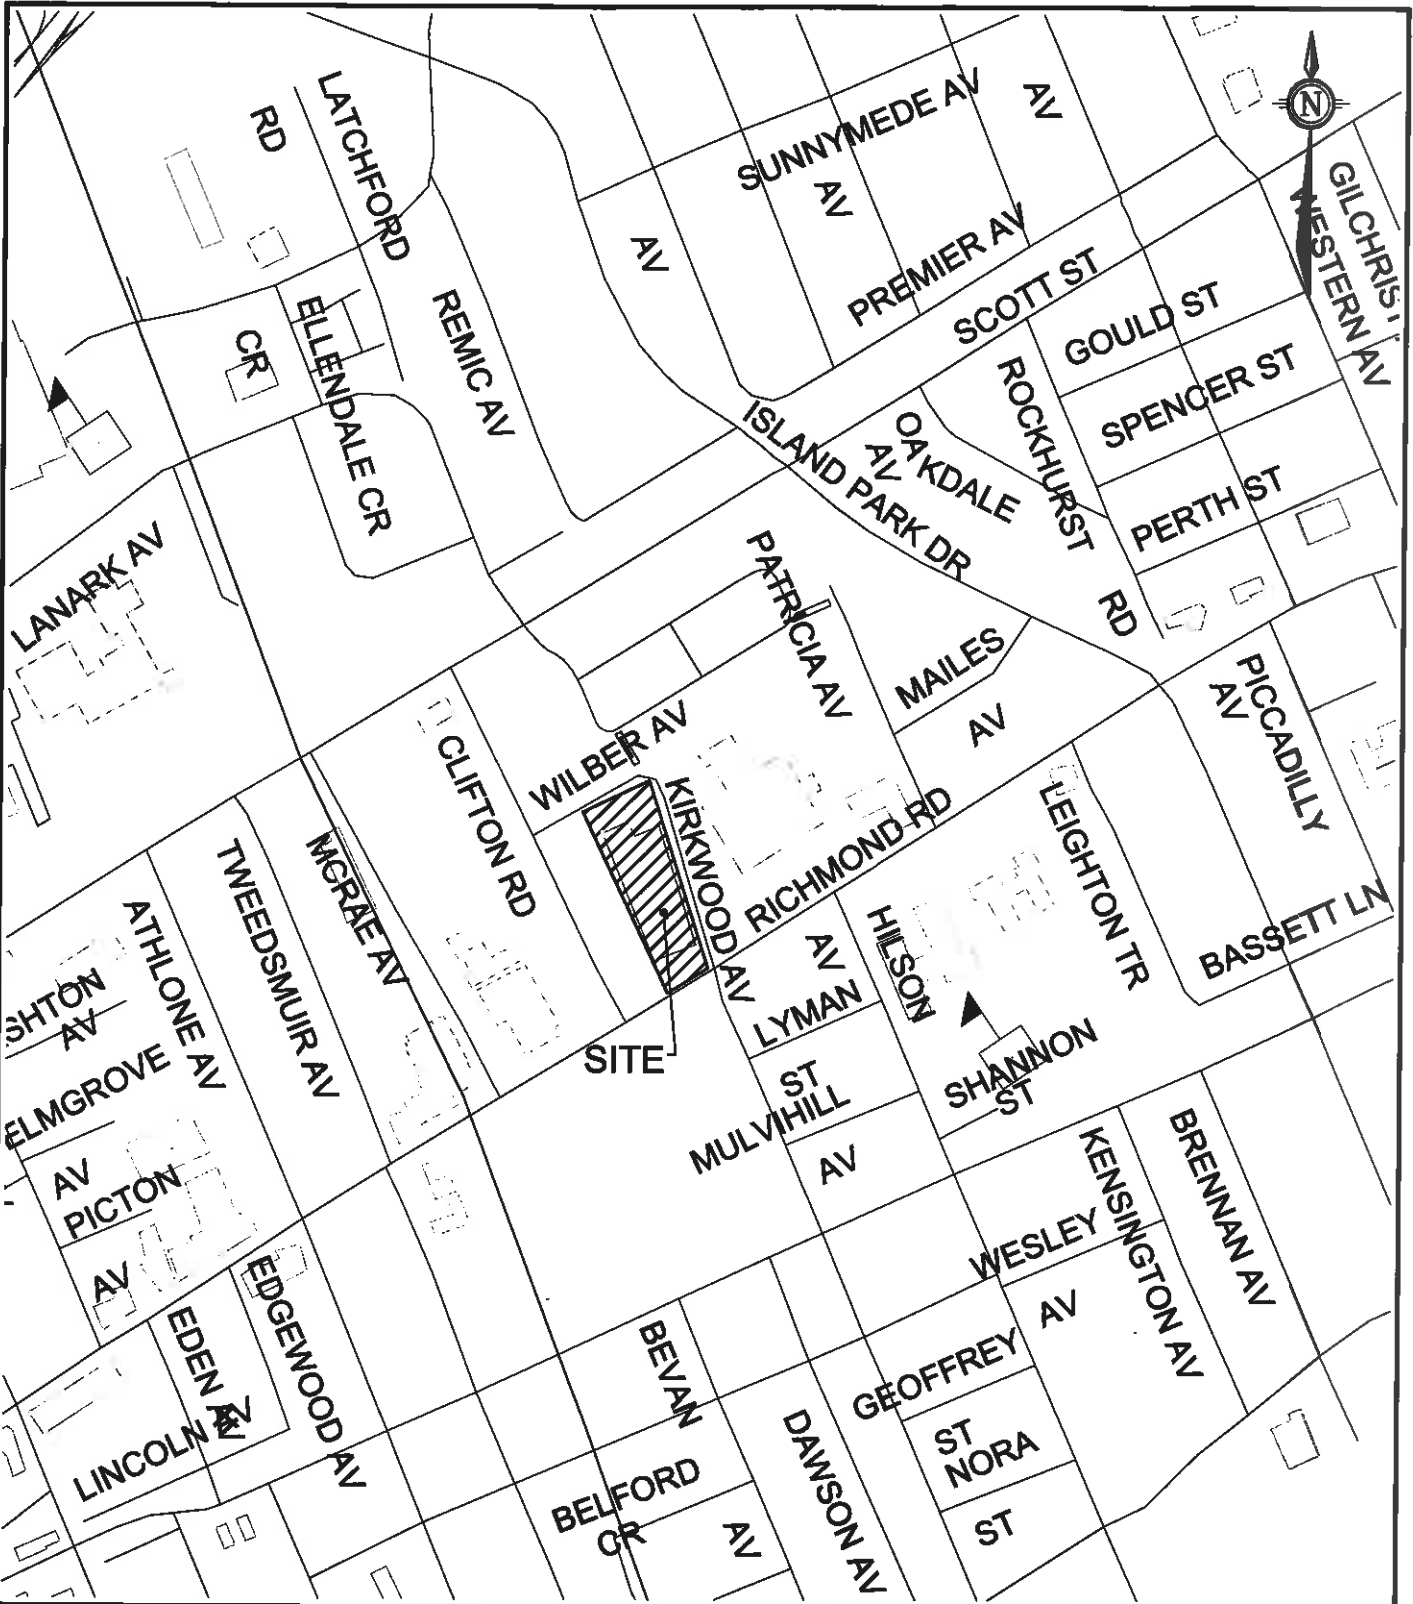 SUNNYMEDE AV
AV
N
LATCHFORD
RD
AV
GILCHRIST
WESTERN AV
PREMIER AV
AV
SCOTT ST
GOULD ST
ELLENDALE CR
CR
REMIC AV
SPENCER ST
ROCKHURST
RD
OAKDALE
AV
ISLAND PARK DR
PERTH ST
LANARK AV
PATRICIA AV
MAILES
AV
PICCADILLY
AV
WILBER AV
CLIFTON RD
KIRKWOOD AV
RICHMOND RD
LEIGHTON TR
MCRAE AV
TWEEDSMUIR AV
ATHLONE AV
HILSON
AV
BASSETT LN
SHTON
AV
LYMAN
ST
SITE
SHANNON
ST
ELMGROVE
AV
MULVIHILL
AV
PICTON
AV
KENSINGTON AV
BRENNAN AV
WESLEY
AV
EDGEWOOD AV
EDEN AV
LINCOLN AV
BEVAN
AV
GEOFFREY
ST
NORA
ST
DAWSON AV
BELFORD
CR